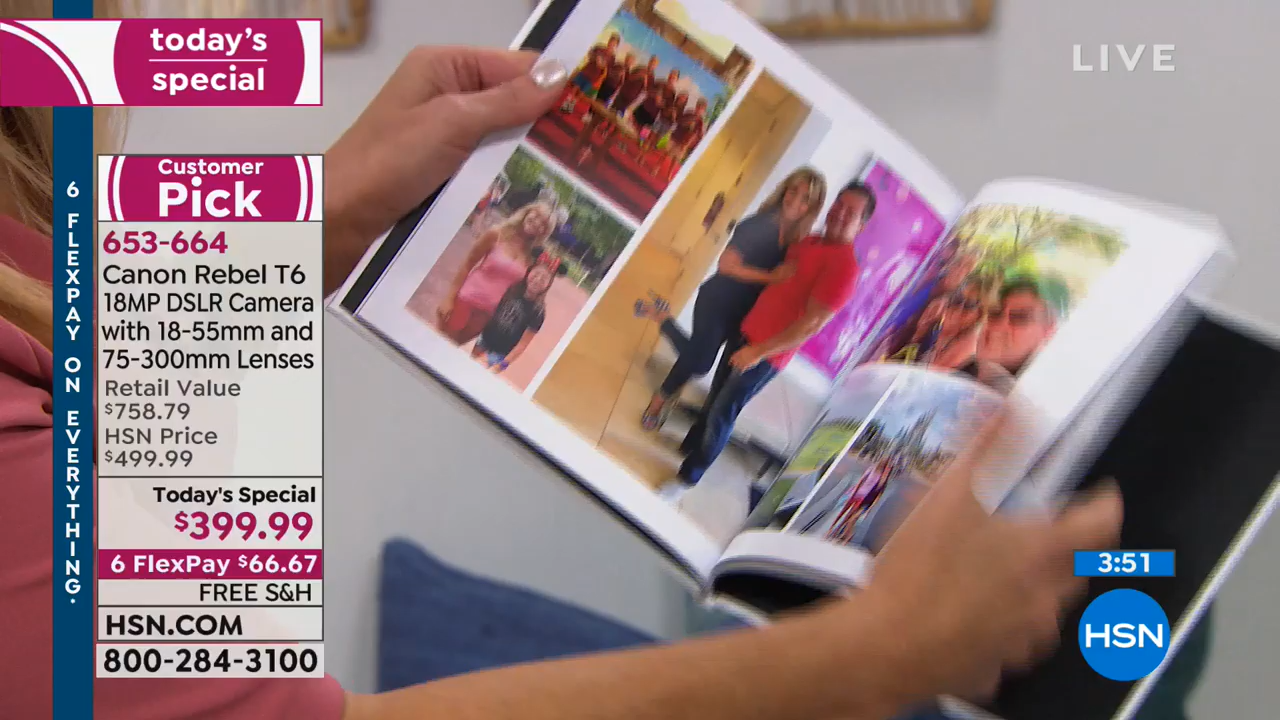 today's
special
LIVE
6 FLEXPAY ON EVERYTHING.
Customer
Pick
653-664
Canon Rebel T6
18MP DSLR Camera
with 18-55mm and
75-300mm Lenses
Retail Value
$758.79
HSN Price
$499.99
Today's Special
$399.99
6 FlexPay $66.67
FREE S&H
HSN.COM
800-284-3100
3:51
HSN